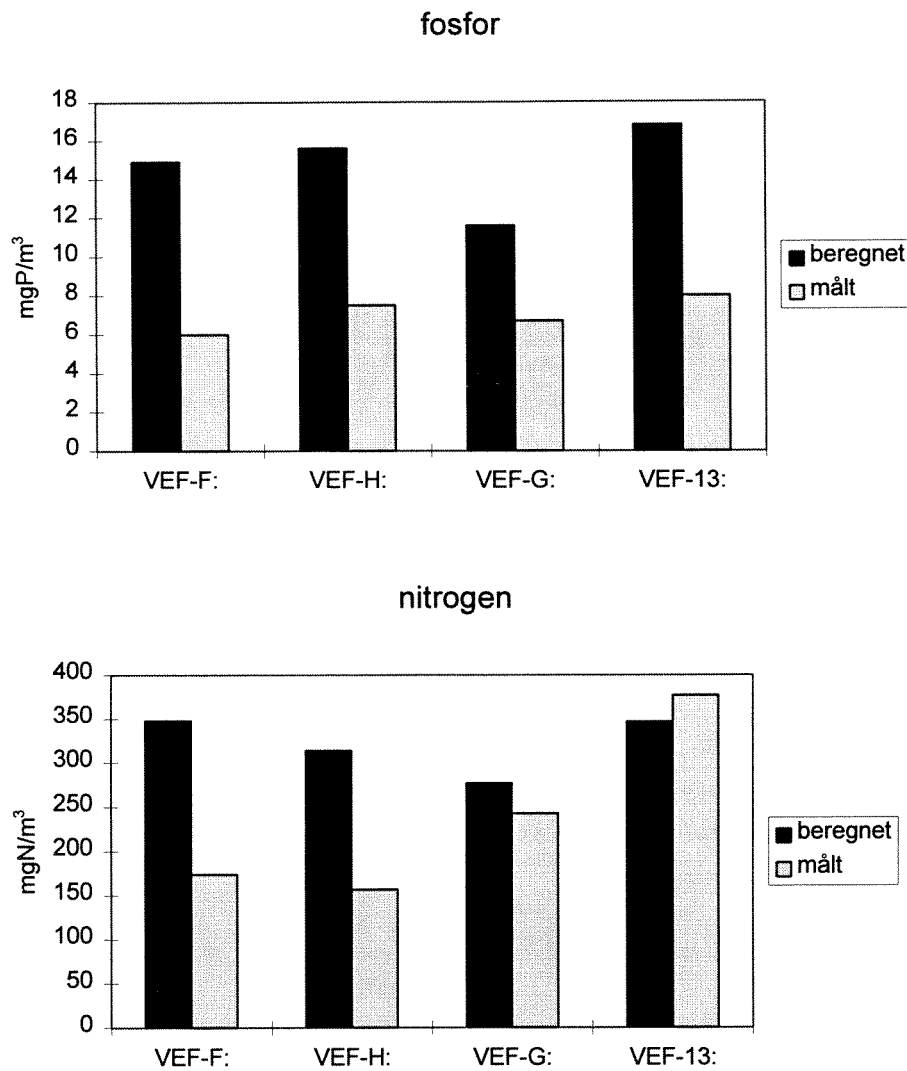 fosfor
18
16
14
12
10
8
6
4
2
0
mgP/m³
VEF-F: VEF-H: VEF-G: VEF-13:
beregnet
målt
nitrogen
400
350
300
250
200
150
100
50
0
mgN/m³
VEF-F: VEF-H: VEF-G: VEF-13:
beregnet
målt